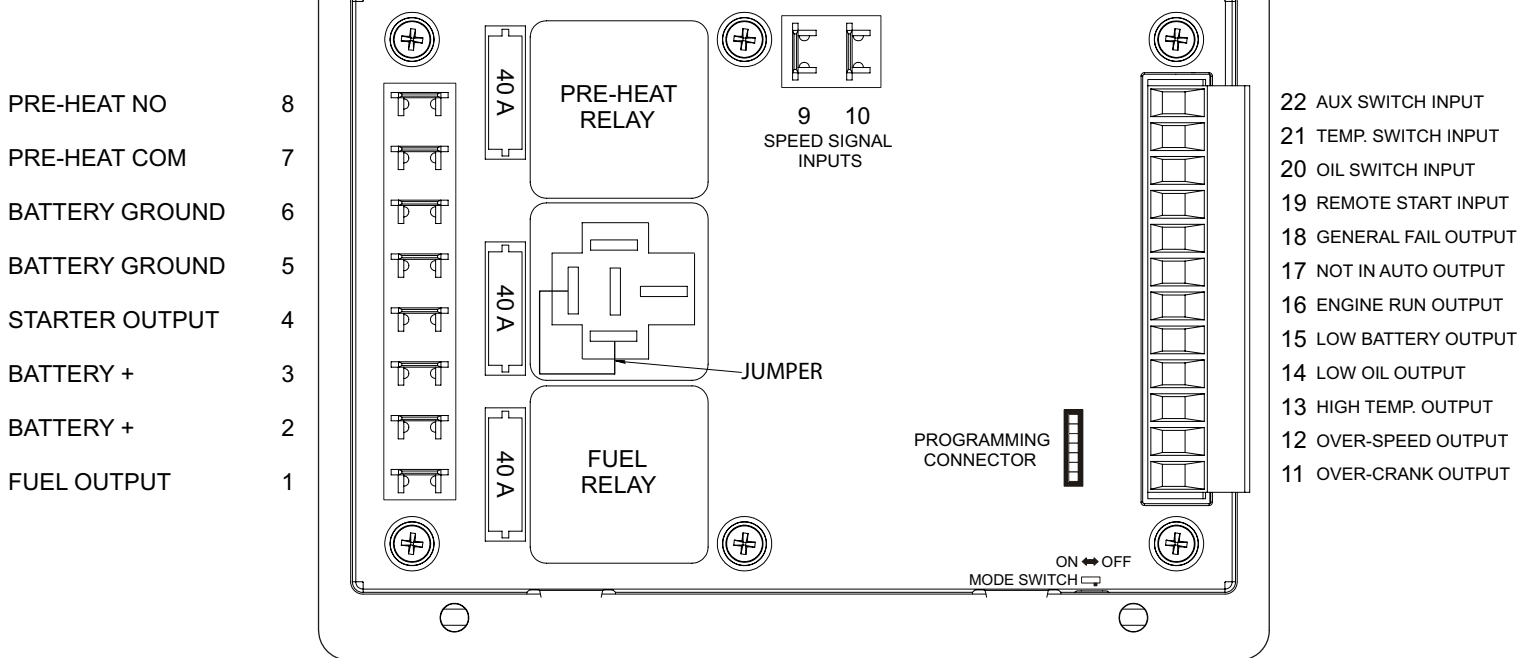 PRE-HEAT NO 8
PRE-HEAT COM 7
BATTERY GROUND 6
BATTERY GROUND 5
STARTER OUTPUT 4
BATTERY + 3
BATTERY + 2
FUEL OUTPUT 1
40 A
PRE-HEAT
RELAY
40 A
JUMPER
40 A
FUEL
RELAY
9 10
SPEED SIGNAL
INPUTS
PROGRAMMING
CONNECTOR
ON ⬌ OFF
MODE SWITCH
22 AUX SWITCH INPUT
21 TEMP. SWITCH INPUT
20 OIL SWITCH INPUT
19 REMOTE START INPUT
18 GENERAL FAIL OUTPUT
17 NOT IN AUTO OUTPUT
16 ENGINE RUN OUTPUT
15 LOW BATTERY OUTPUT
14 LOW OIL OUTPUT
13 HIGH TEMP. OUTPUT
12 OVER-SPEED OUTPUT
11 OVER-CRANK OUTPUT